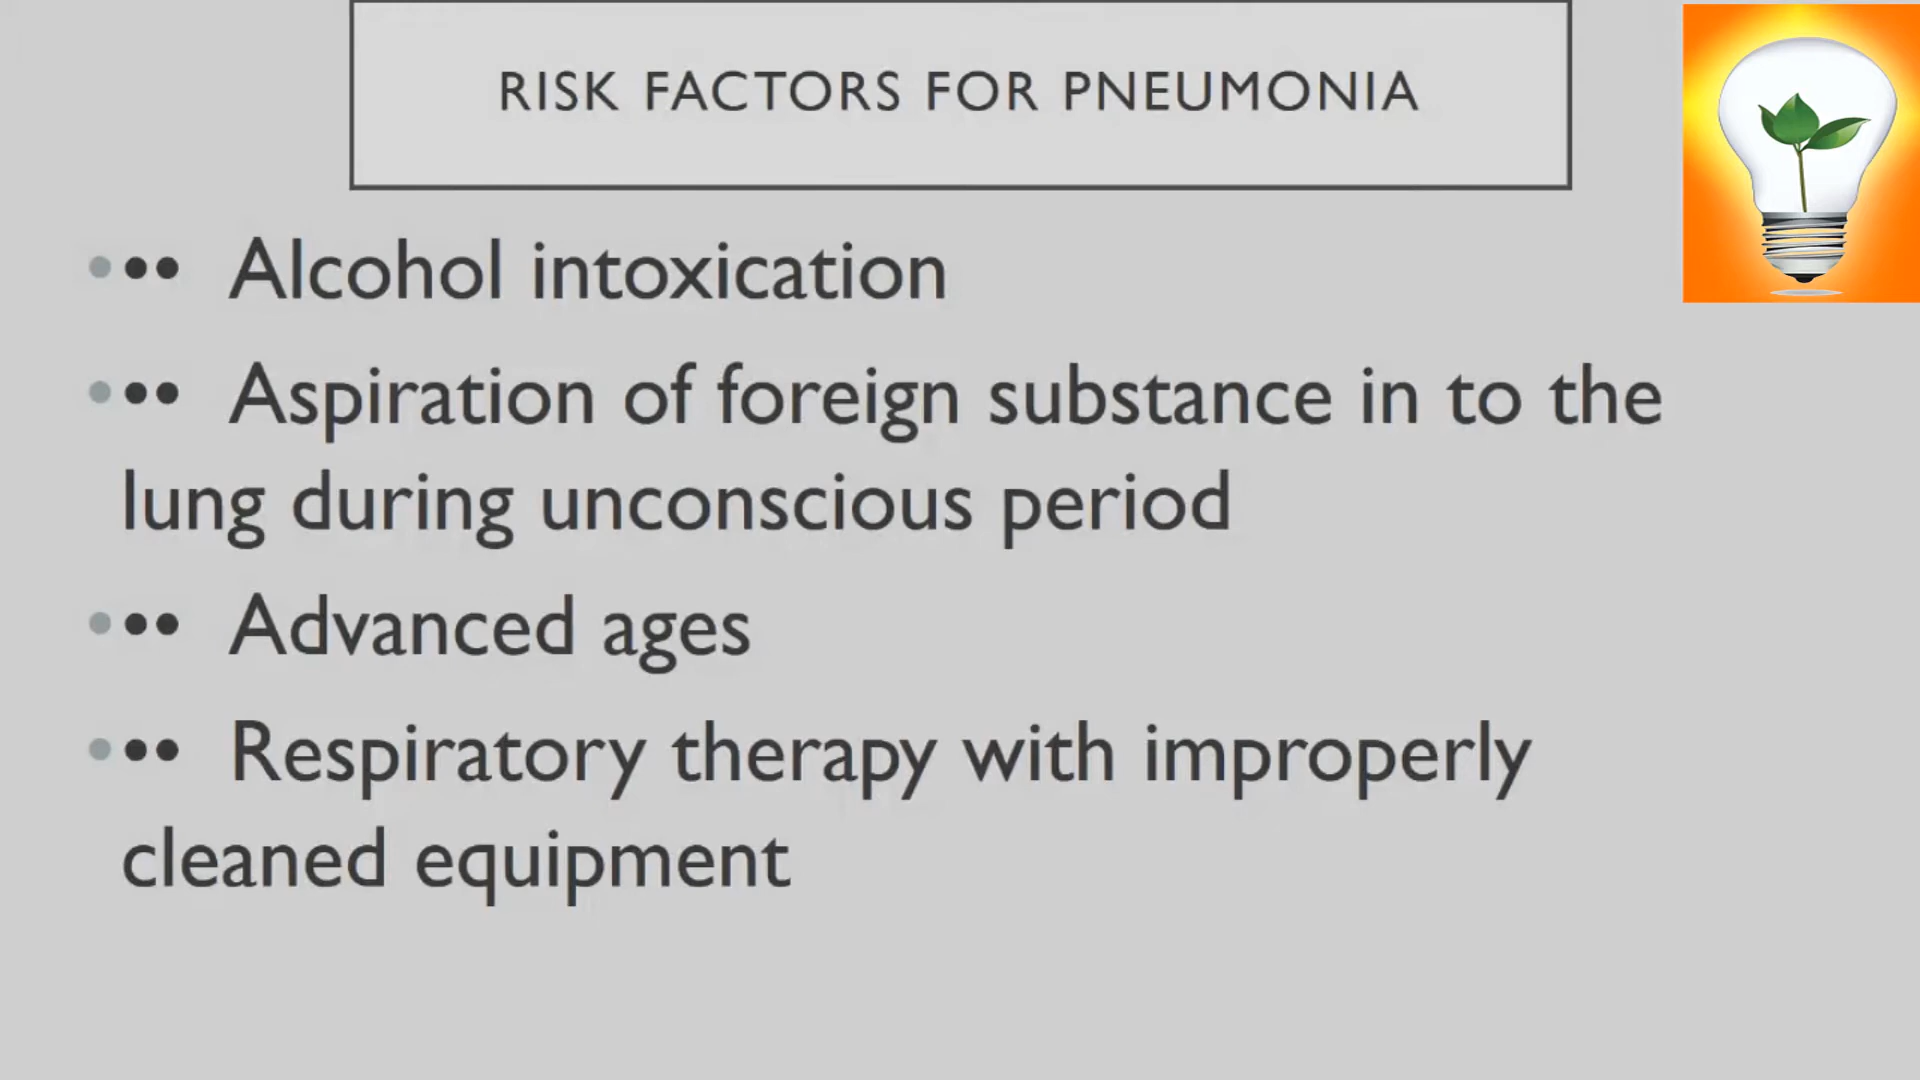 RISK FACTORS FOR PNEUMONIA
••• Alcohol intoxication
••• Aspiration of foreign substance in to the
lung during unconscious period
••• Advanced ages
••• Respiratory therapy with improperly
cleaned equipment